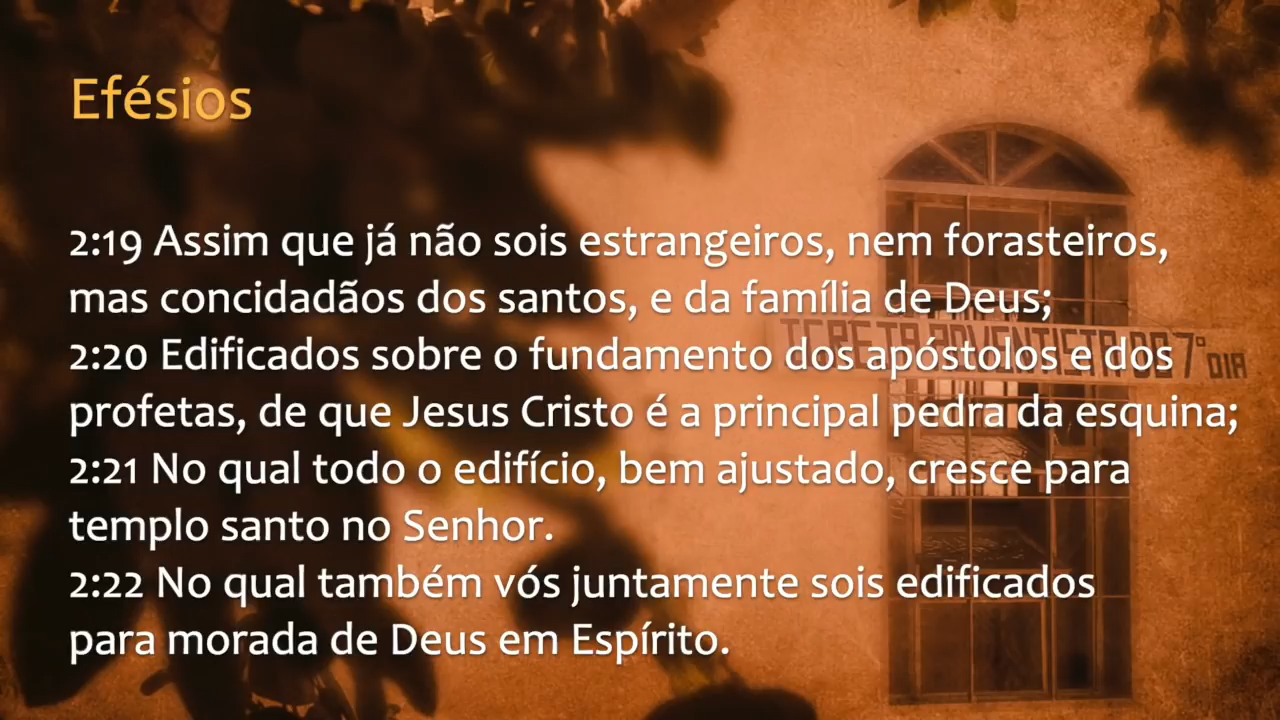 Efésios
2:19 Assim que já não sois estrangeiros, nem forasteiros,
mas concidadãos dos santos, e da família de Deus;
2:20 Edificados sobre o fundamento dos apóstolos e dos
profetas, de que Jesus Cristo é a principal pedra da esquina;
2:21 No qual todo o edifício, bem ajustado, cresce para
templo santo no Senhor.
2:22 No qual também vós juntamente sois edificados
para morada de Deus em Espírito.
7° DIA